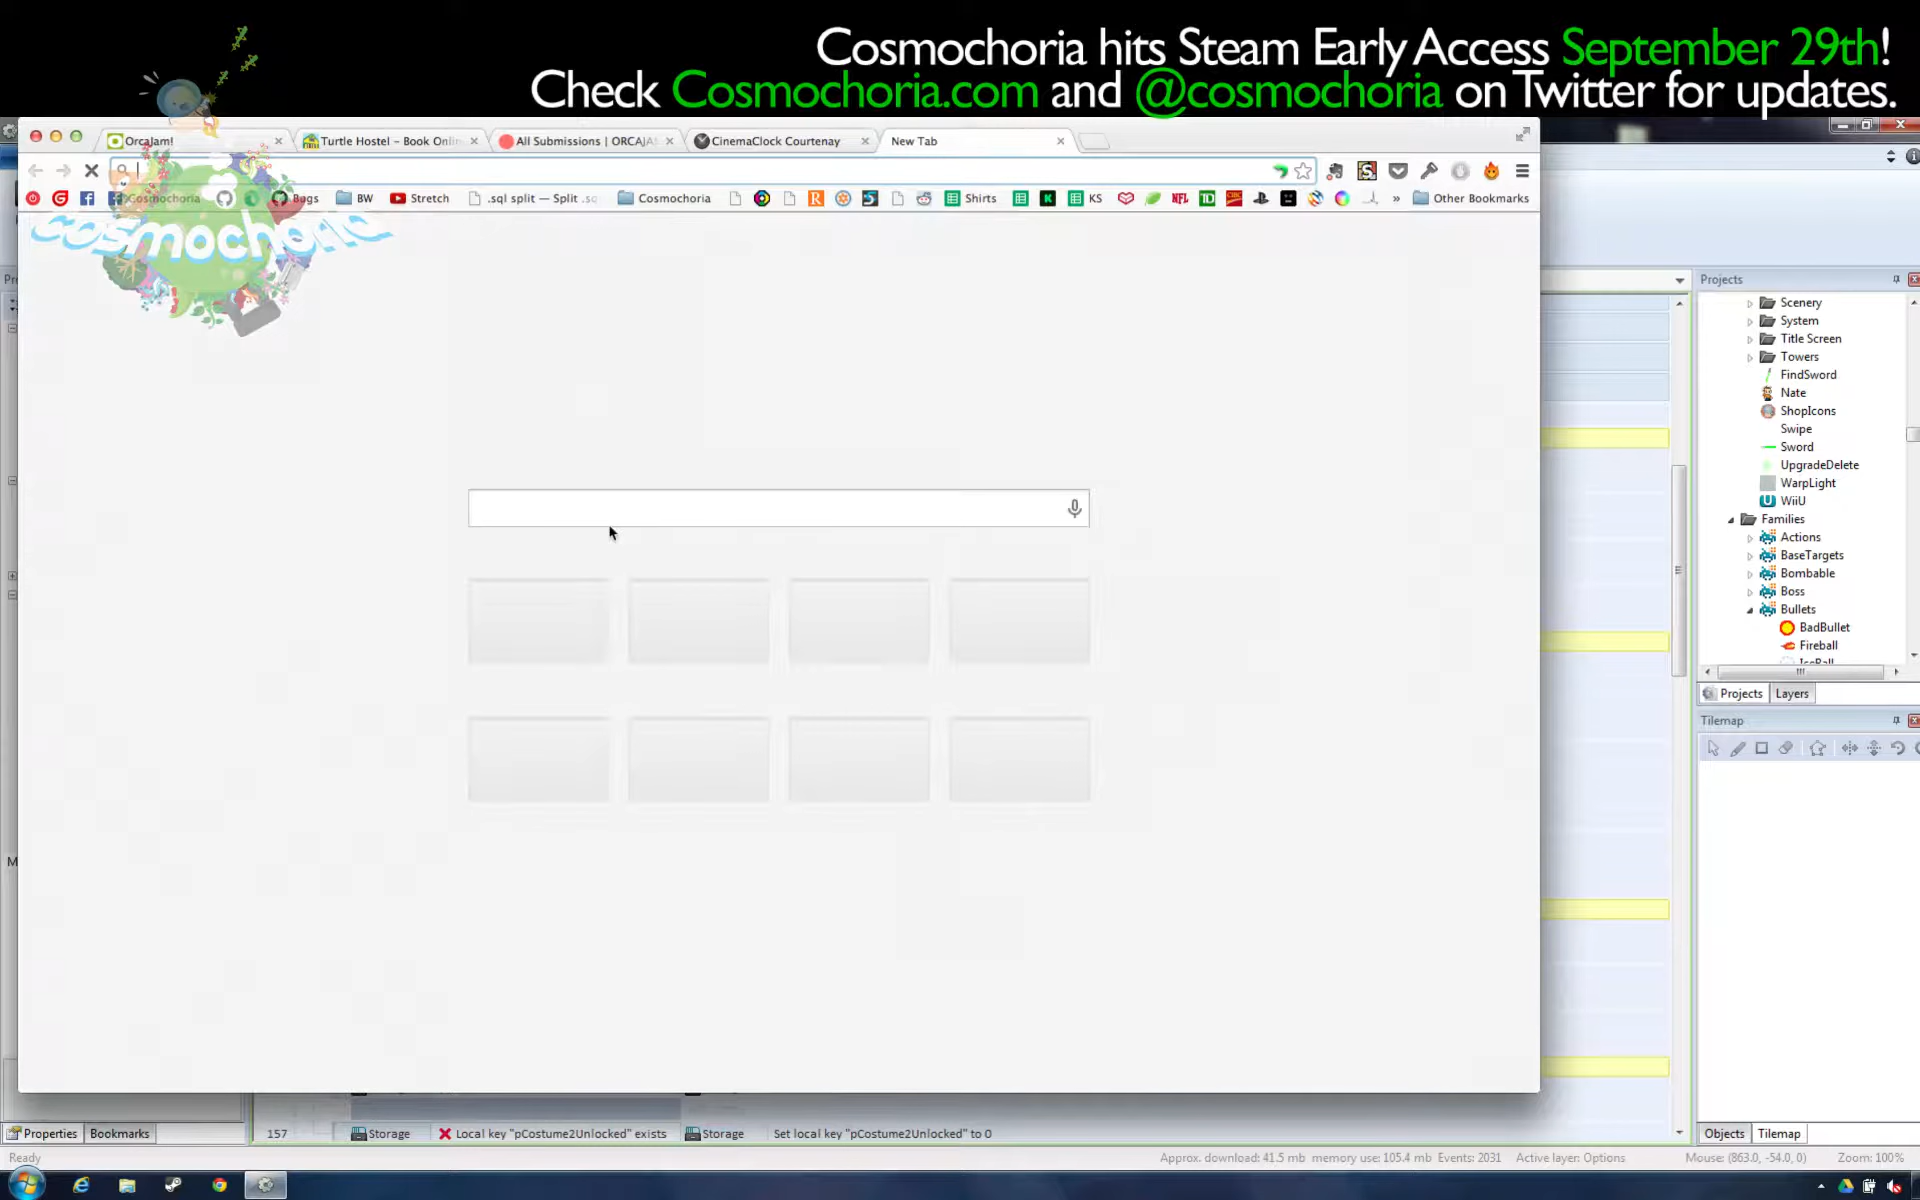 Cosmochoria hits Steam Early Access September 29th!
Check Cosmochoria.com and @cosmochoria on Twitter for updates.
OrcaJam!
Turtle Hostel – Book Onlin
All Submissions | ORCAJA
CinemaClock Courtenay
New Tab
Cosmochoria
Bugs
BW
Stretch
.sql split — Split .sq
Cosmochoria
Shirts
KS
NFL
TD
»
Other Bookmarks
cosmochoria
Projects
Scenery
System
Title Screen
Towers
FindSword
Nate
ShopIcons
Swipe
Sword
UpgradeDelete
WarpLight
WiiU
Families
Actions
BaseTargets
Bombable
Boss
Bullets
BadBullet
Fireball
IceBall
Projects
Layers
Tilemap
Properties
Bookmarks
157
Storage
Local key "pCostume2Unlocked" exists
Storage
Set local key "pCostume2Unlocked" to 0
Objects
Tilemap
Ready
Approx. download: 41.5 mb memory use: 105.4 mb Events: 2031 Active layer: Options Mouse: (863.0, -54.0, 0) Zoom: 100%